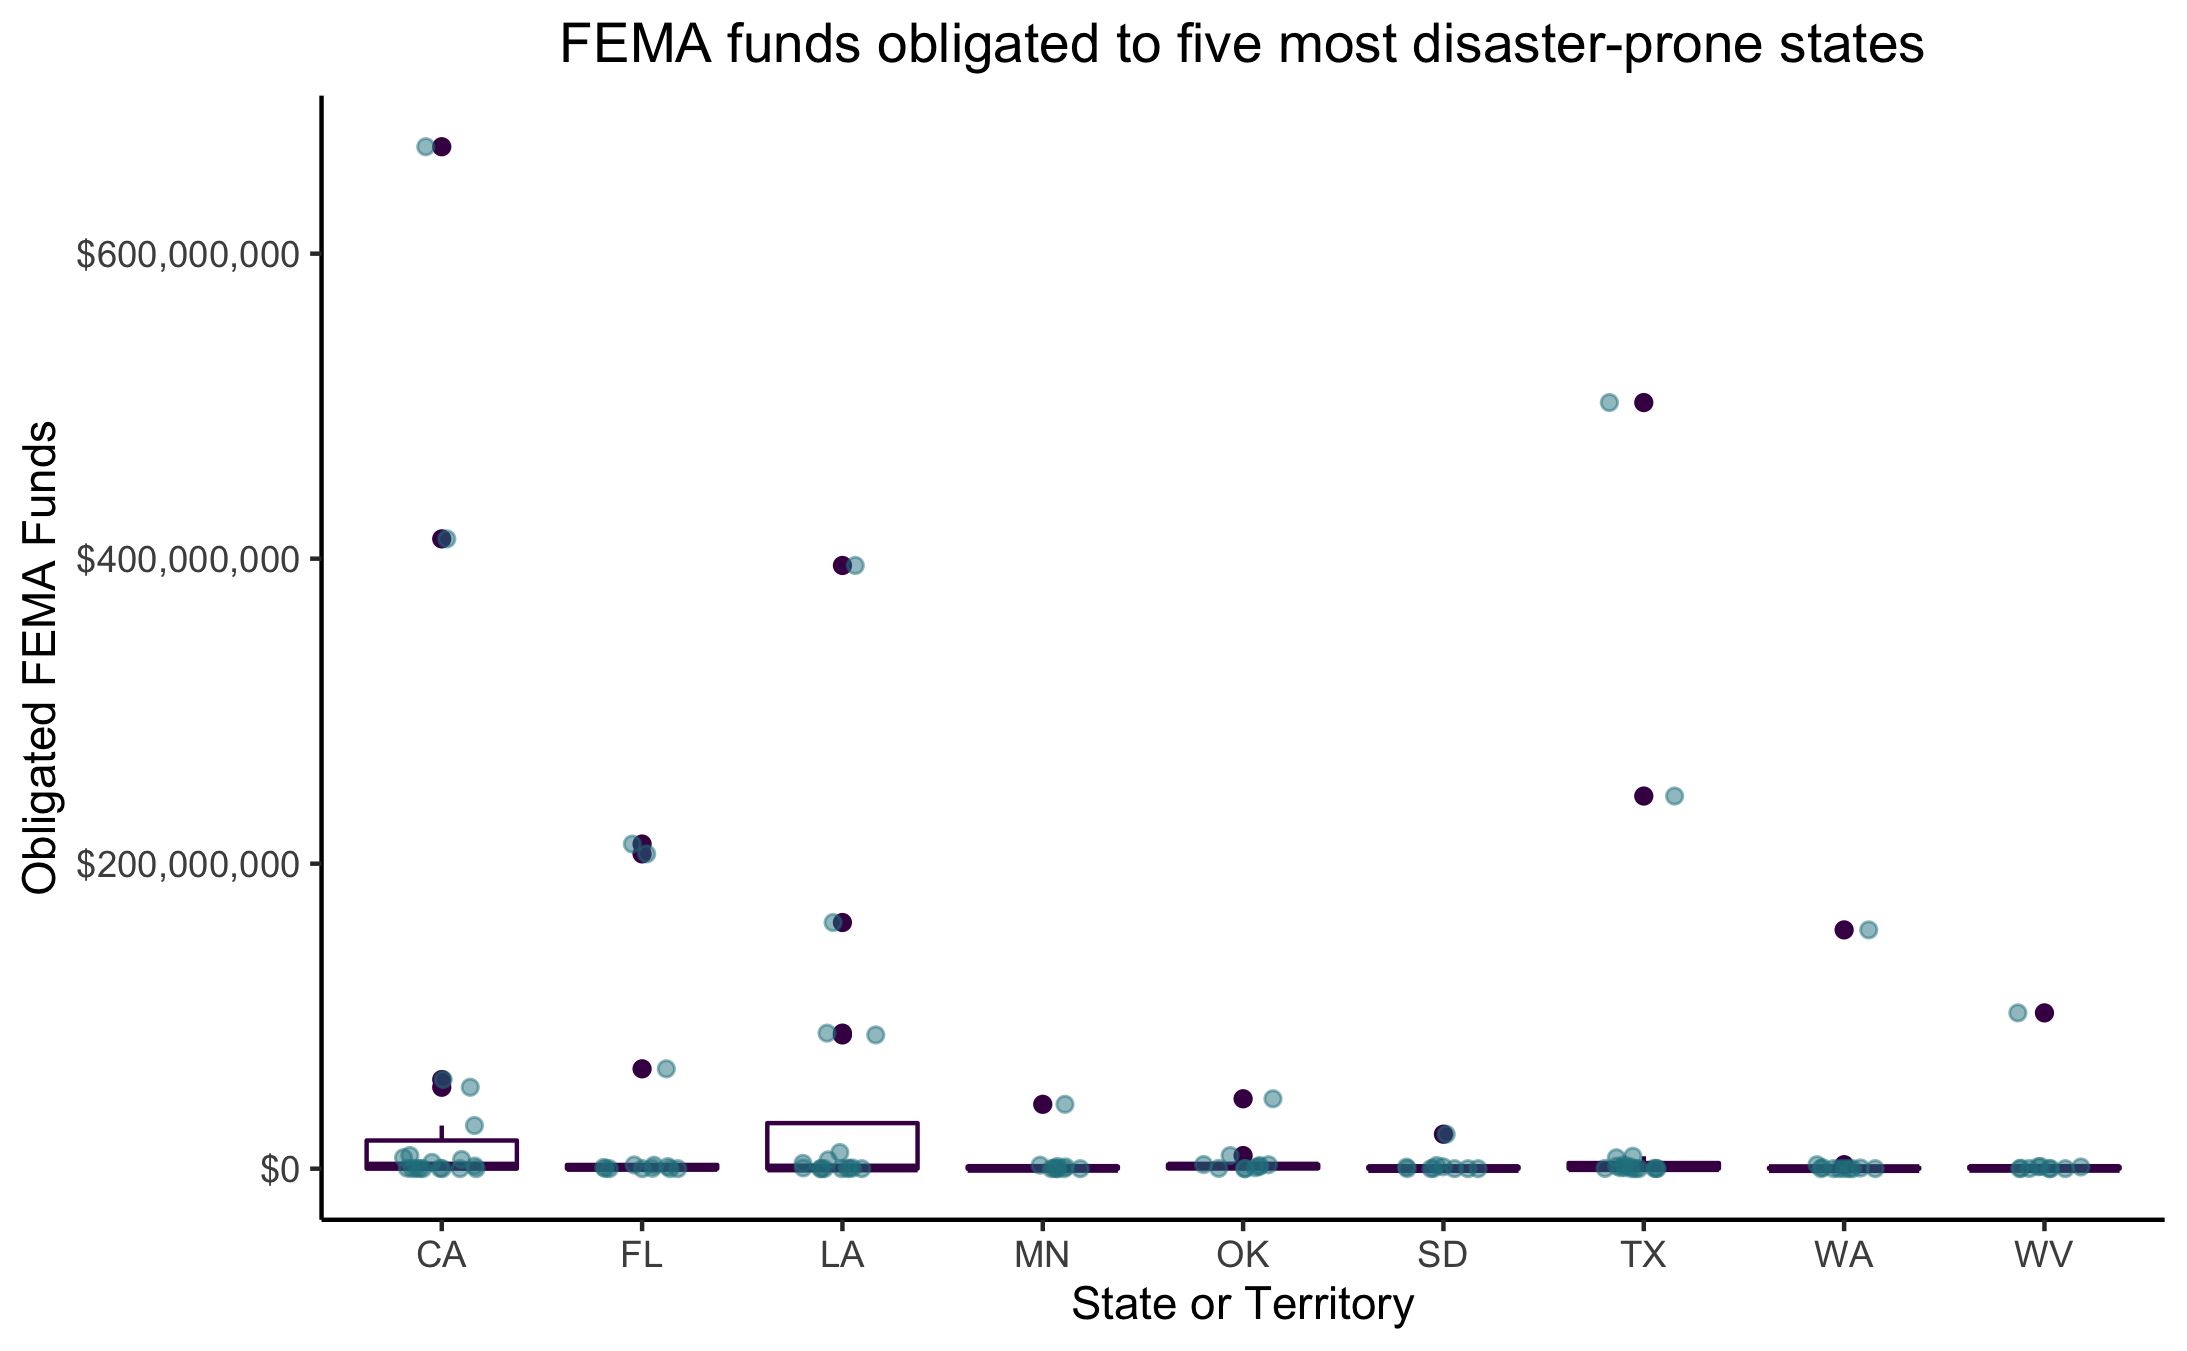 FEMA funds obligated to five most disaster-prone states
Obligated FEMA Funds
$600,000,000
$400,000,000
$200,000,000
$0
CA FL LA MN OK SD TX WA WV
State or Territory